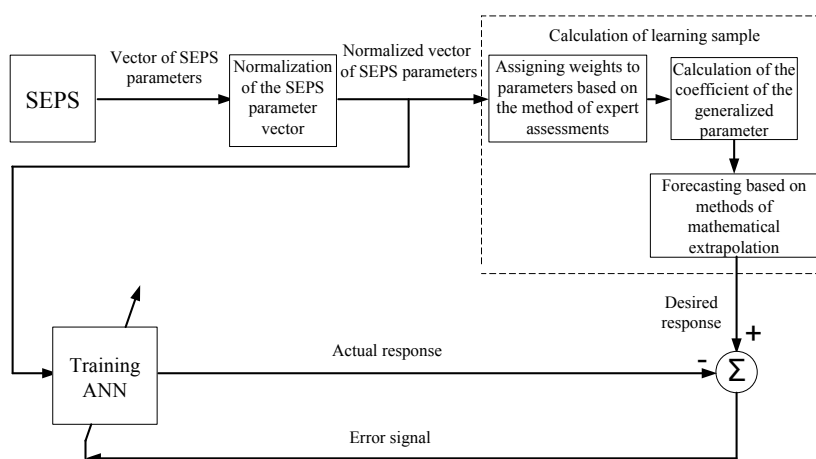 Calculation of learning sample
Vector of SEPS
parameters
Normalized vector
of SEPS parameters
SEPS
Normalization
of the SEPS
parameter
vector
Assigning weights to
parameters based on
the method of expert
assessments
Calculation of the
coefficient of the
generalized
parameter
Forecasting based on
methods of
mathematical
extrapolation
Desired
response
+
Training
ANN
Actual response
-
Σ
Error signal